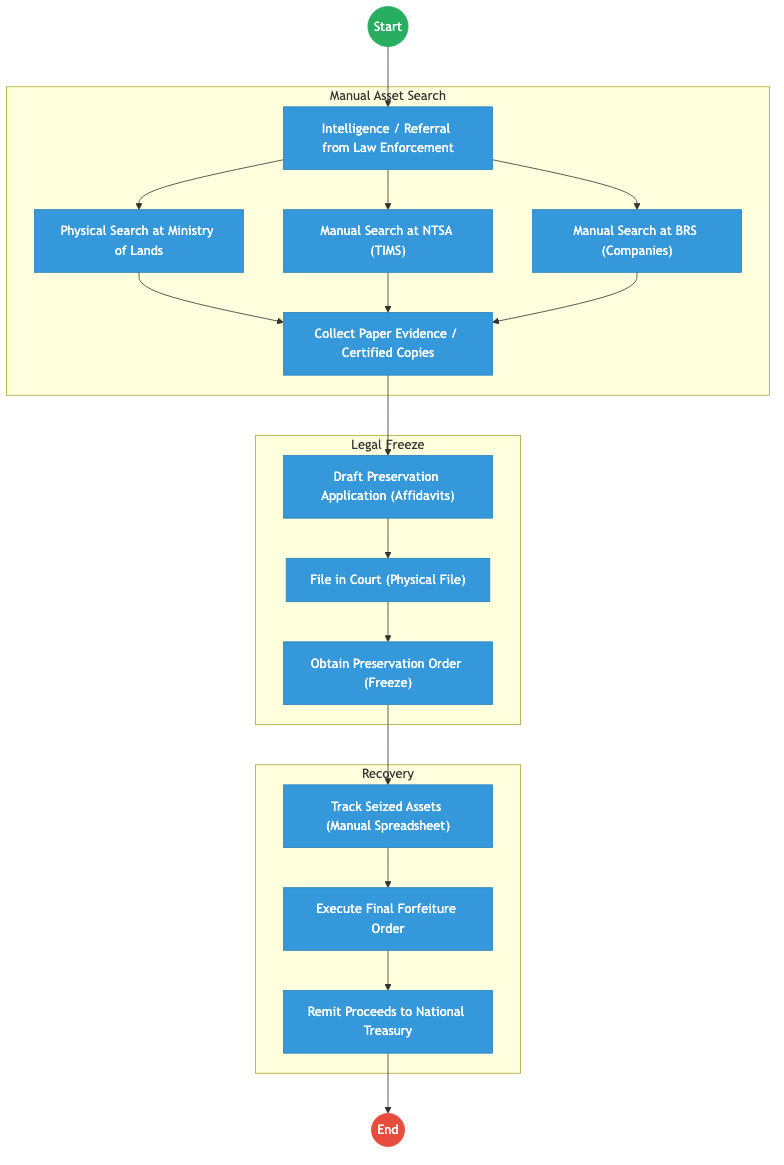 Start
Manual Asset Search
Intelligence / Referral
from Law Enforcement
Physical Search at Ministry
of Lands
Manual Search at NTSA
(TIMS)
Manual Search at BRS
(Companies)
Collect Paper Evidence /
Certified Copies
Legal Freeze
Draft Preservation
Application (Affidavits)
File in Court (Physical File)
Obtain Preservation Order
(Freeze)
Recovery
Track Seized Assets
(Manual Spreadsheet)
Execute Final Forfeiture
Order
Remit Proceeds to National
Treasury
End